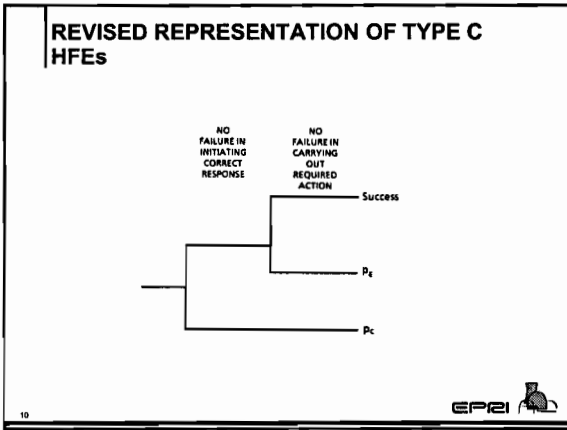 REVISED REPRESENTATION OF TYPE C
HFEs
NO
FAILURE IN
INITIATING
CORRECT
RESPONSE
NO
FAILURE IN
CARRYING
OUT
REQUIRED
ACTION
Success
PE
Pc
10
EPRI